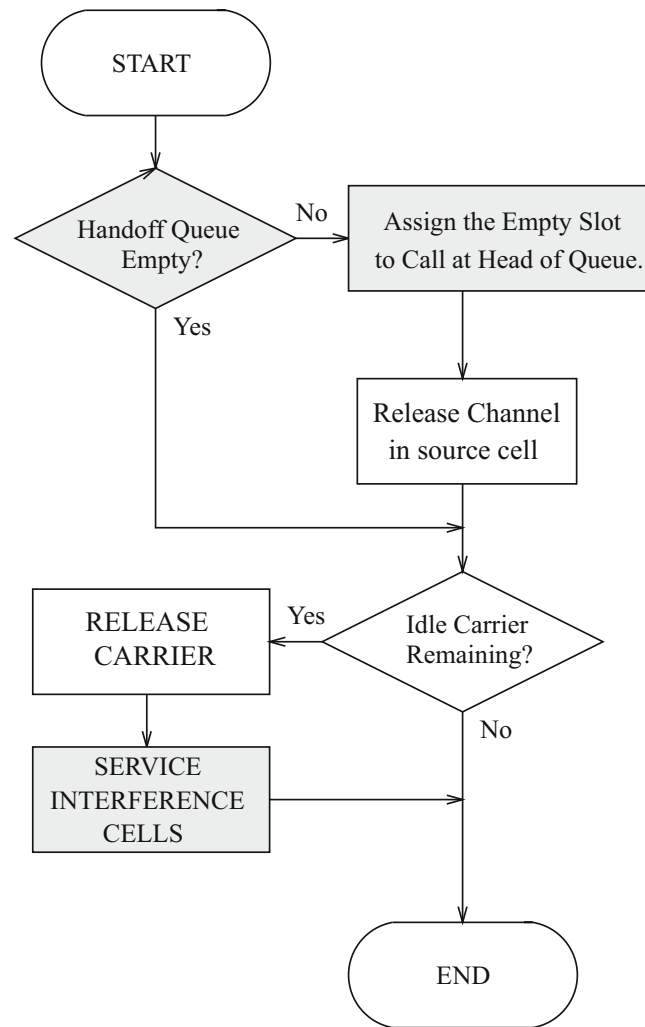 START
Handoff Queue
Empty?
No
Assign the Empty Slot
to Call at Head of Queue.
Yes
Release Channel
in source cell
Idle Carrier
Remaining?
Yes
RELEASE
CARRIER
No
SERVICE
INTERFERENCE
CELLS
END